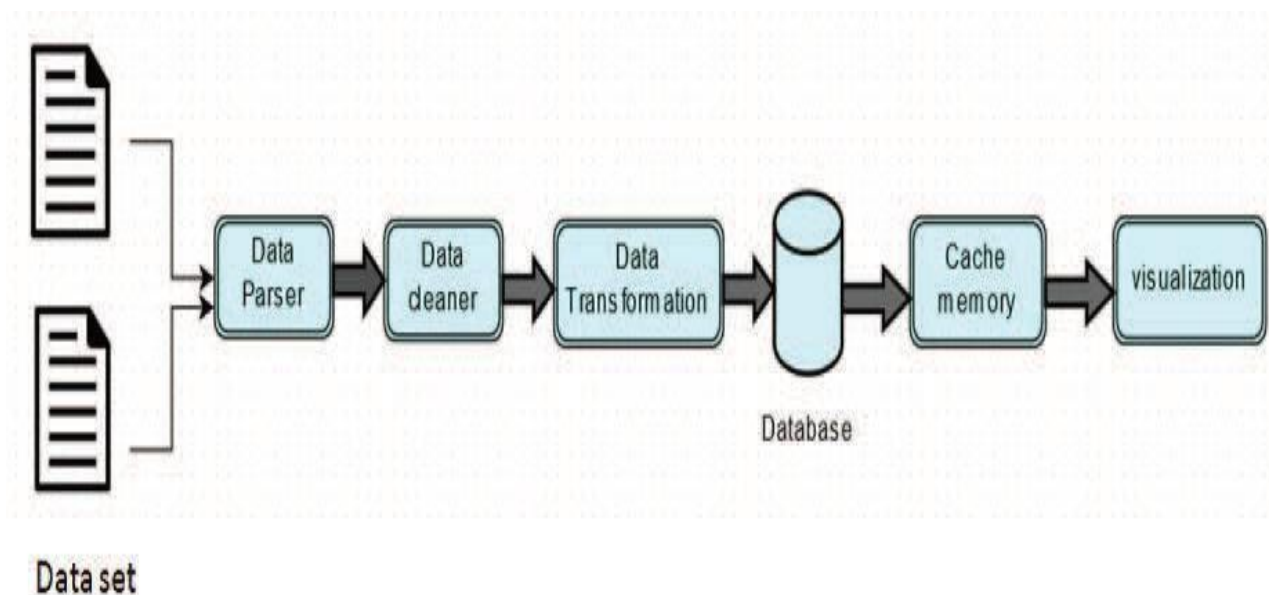 Data
Parser
Data
cleaner
Data
Transformation
Database
Cache
memory
visualization
Data set